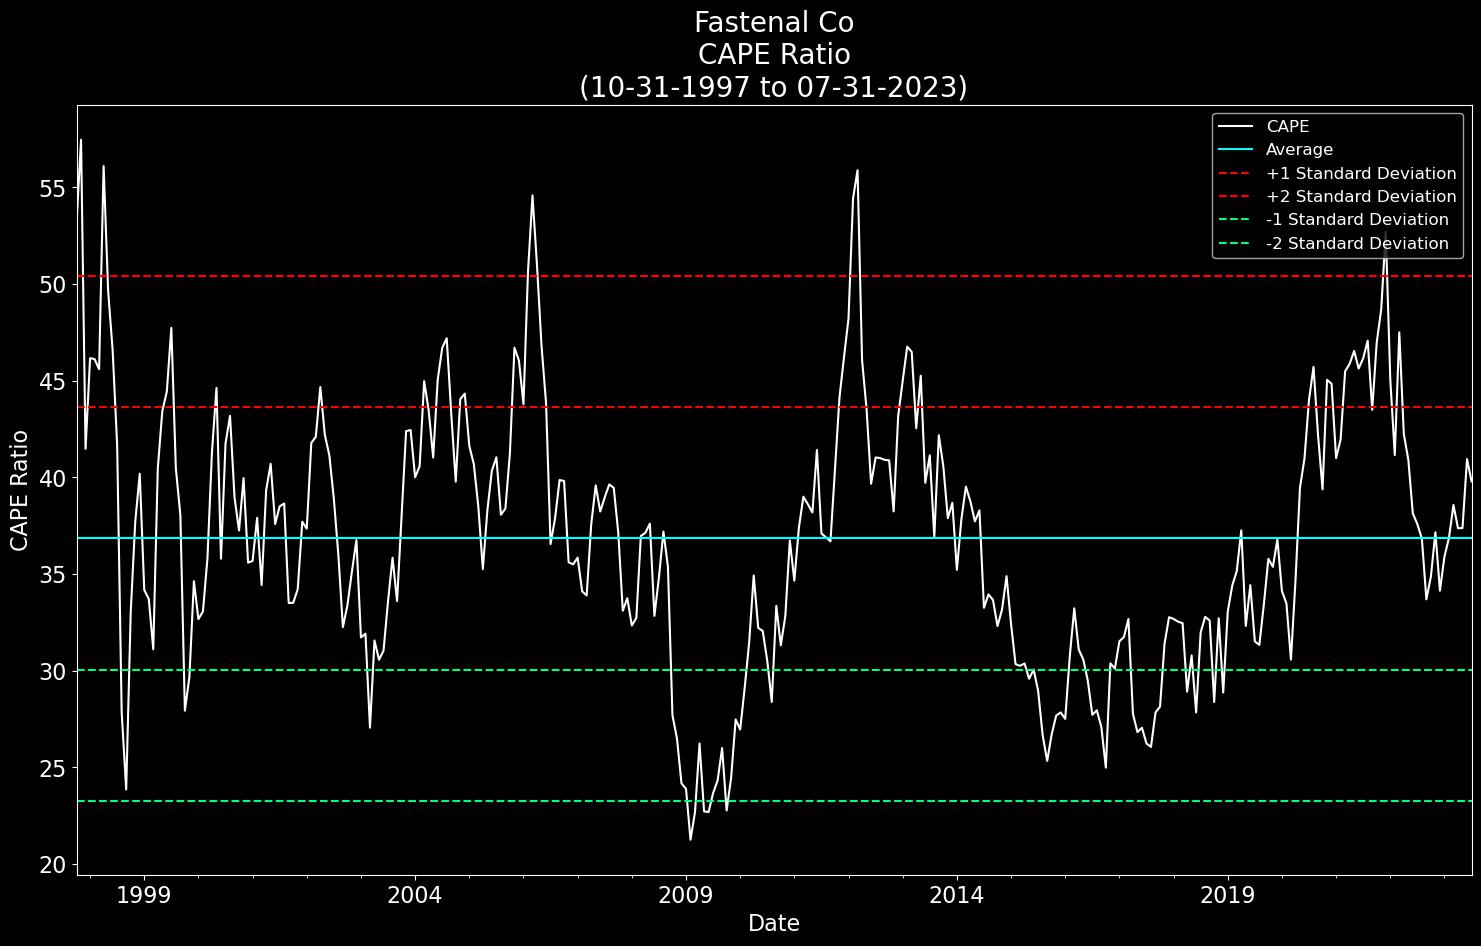 Fastenal Co
CAPE Ratio
(10-31-1997 to 07-31-2023)
CAPE
Average
+1 Standard Deviation
+2 Standard Deviation
-1 Standard Deviation
-2 Standard Deviation
CAPE Ratio
55
50
45
40
35
30
25
20
1999
2004
2009
2014
2019
Date